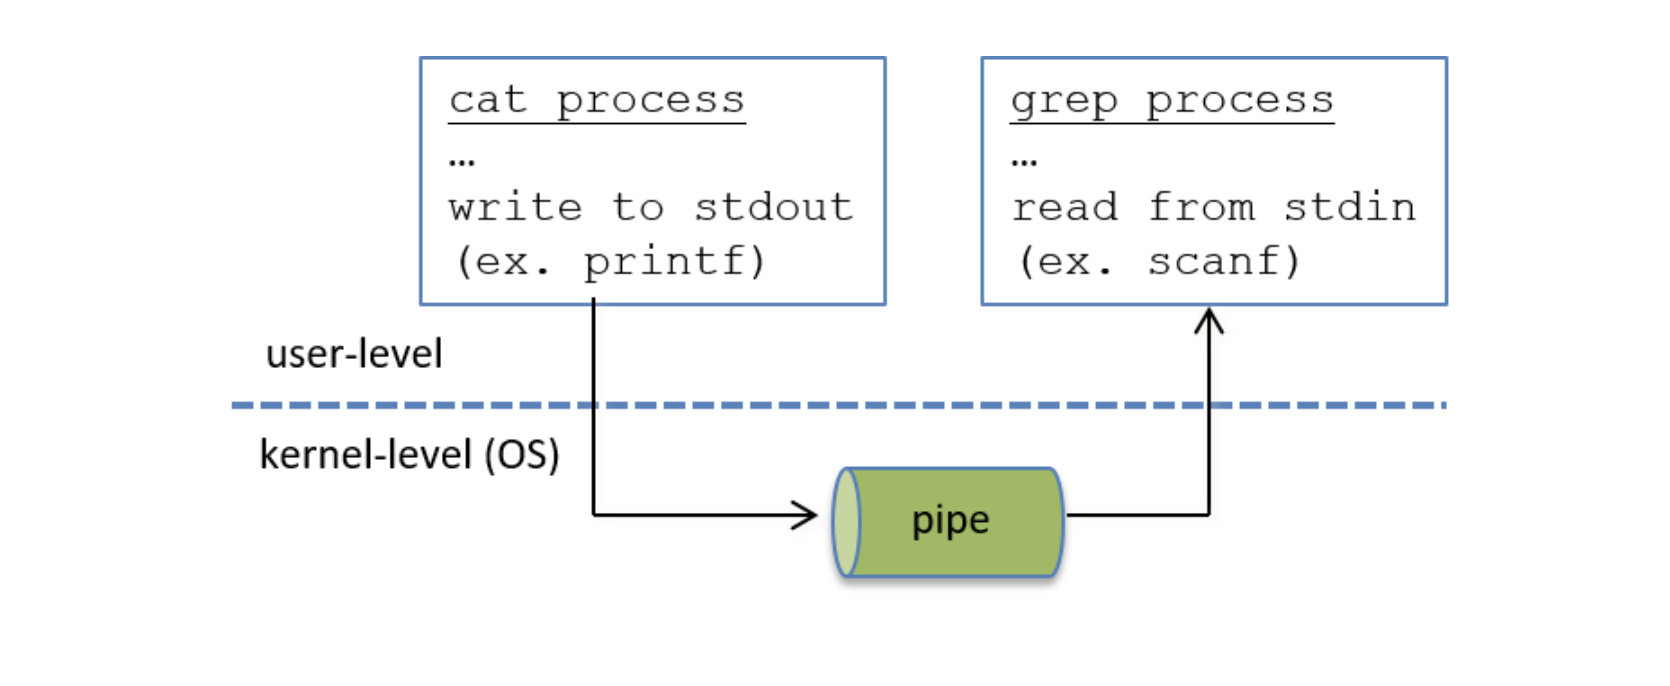 cat process
…
write to stdout
(ex. printf)
grep process
…
read from stdin
(ex. scanf)
user-level
kernel-level (OS)
pipe